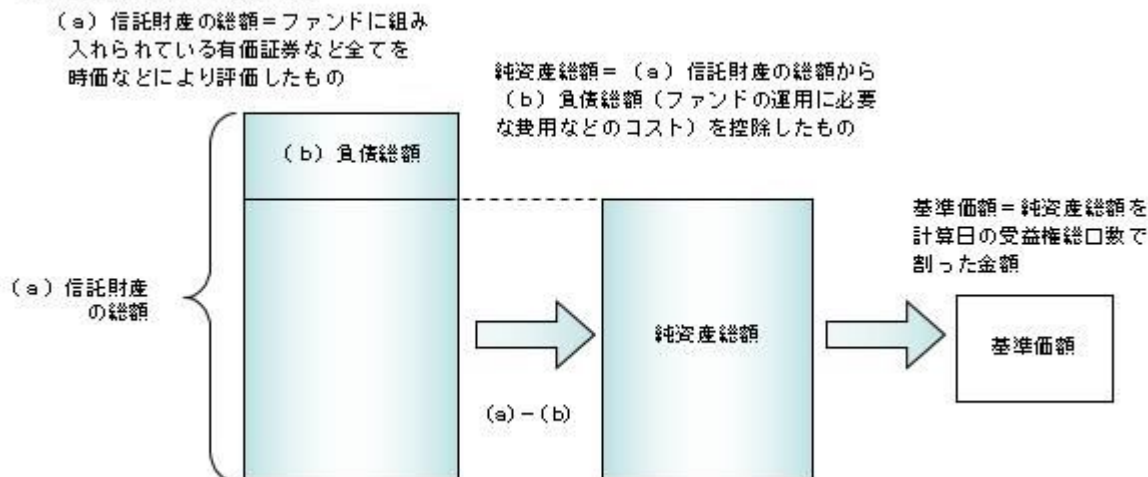 (a)信託財産の総額=ファンドに組み
入れられている有価証券など全てを
時価などにより評価したもの
純資産総額=(a)信託財産の総額から
(b)負債総額(ファンドの運用に必要
な費用などのコスト)を控除したもの
(b)負債総額
基準価額=純資産総額を
計算日の受益権総口数で
割った金額
(a)信託財産
の総額
純資産総額
基準価額
(a)-(b)